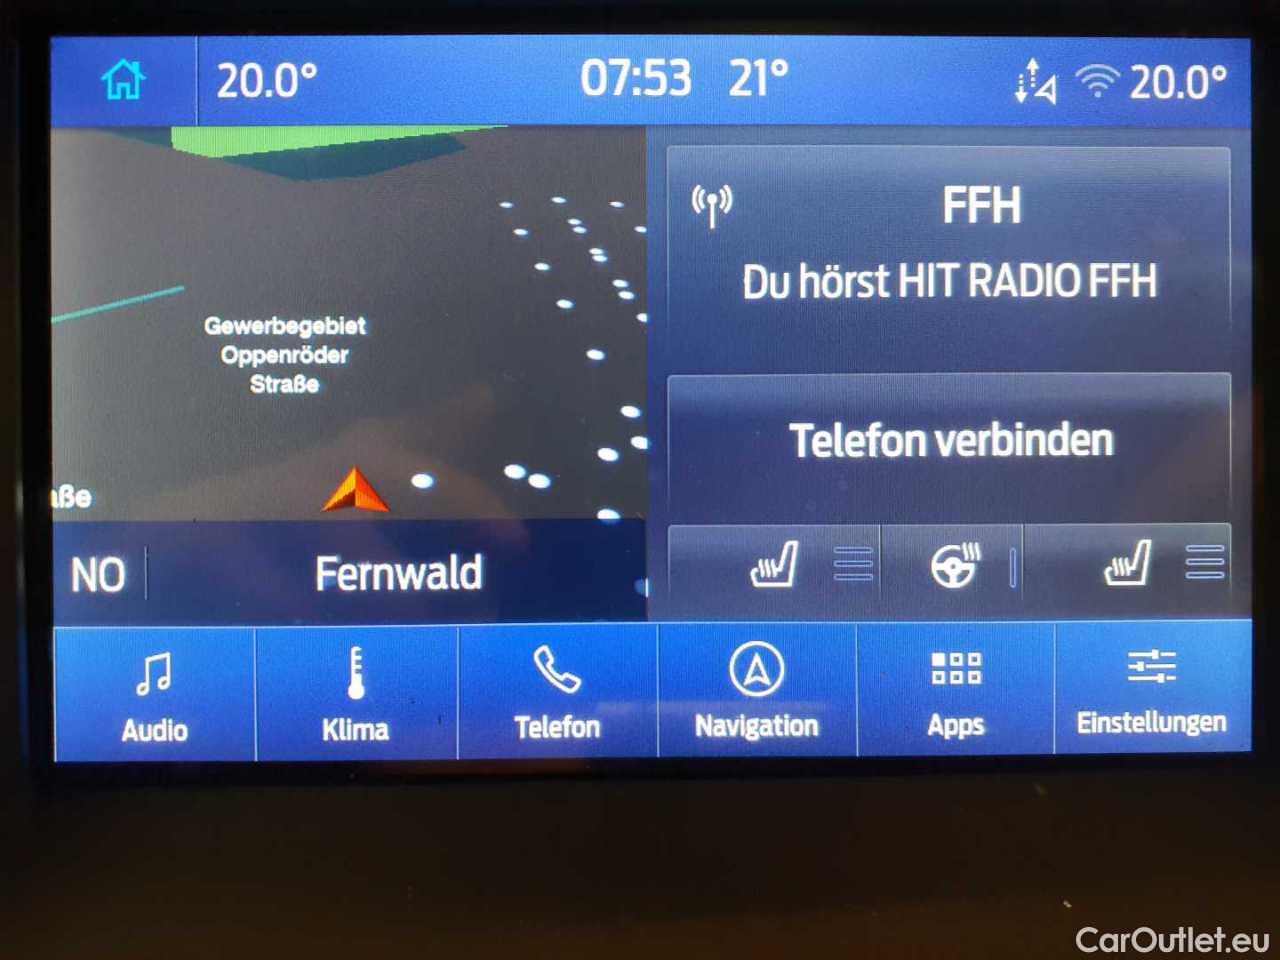 20.0°
07:53
21°
20.0°
FFH
Du hörst HIT RADIO FFH
Gewerbegebiet
Oppenröder
Straße
aße
Telefon verbinden
NO
Fernwald
Audio
Klima
Telefon
Navigation
Apps
Einstellungen
CarOutlet.eu